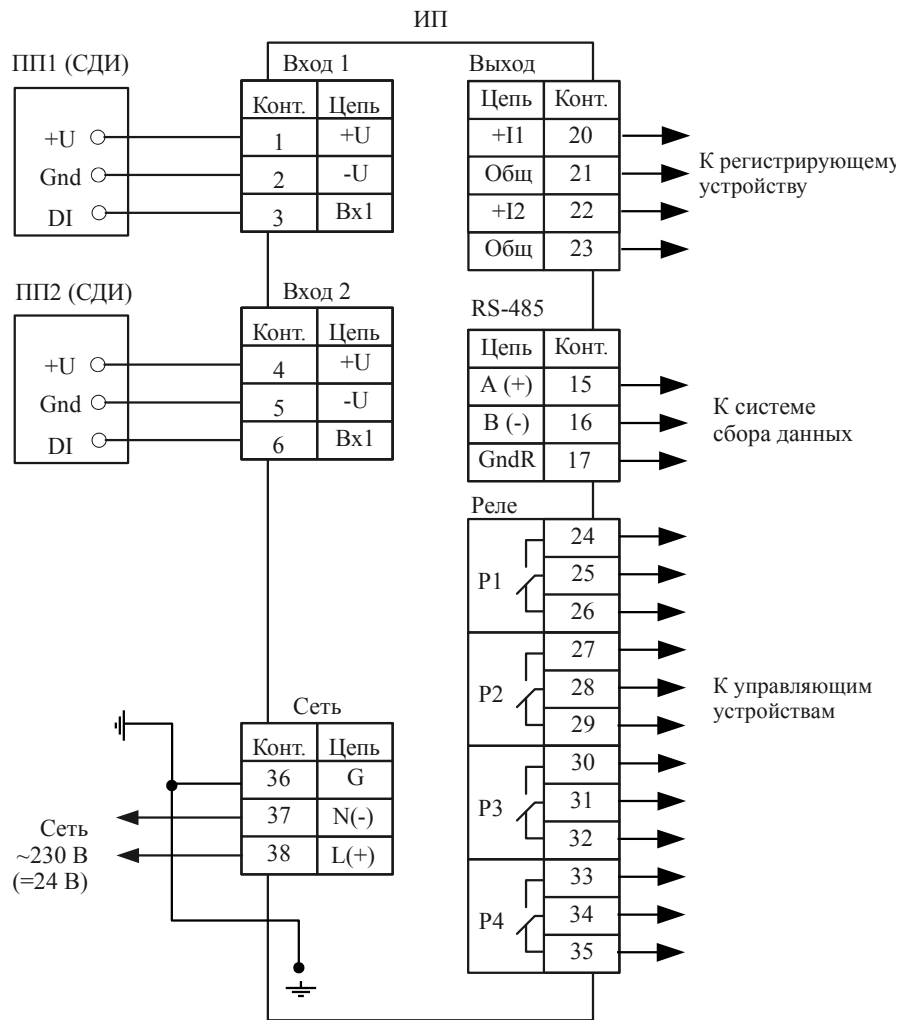 ИП
ПП1 (СДИ)
+U
Gnd
DI
Вход 1
Конт. Цепь
1 +U
2 -U
3 Вх1
ПП2 (СДИ)
+U
Gnd
DI
Вход 2
Конт. Цепь
4 +U
5 -U
6 Вх1
Сеть
Конт. Цепь
36 G
37 N(-)
38 L(+)
Сеть
~230 В
(=24 В)
Выход
Цепь Конт.
+I1 20
Общ 21
+I2 22
Общ 23
К регистрирующему
устройству
RS-485
Цепь Конт.
A (+) 15
B (-) 16
GndR 17
К системе
сбора данных
Реле
P1
24
25
26
P2
27
28
29
P3
30
31
32
P4
33
34
35
К управляющим
устройствам